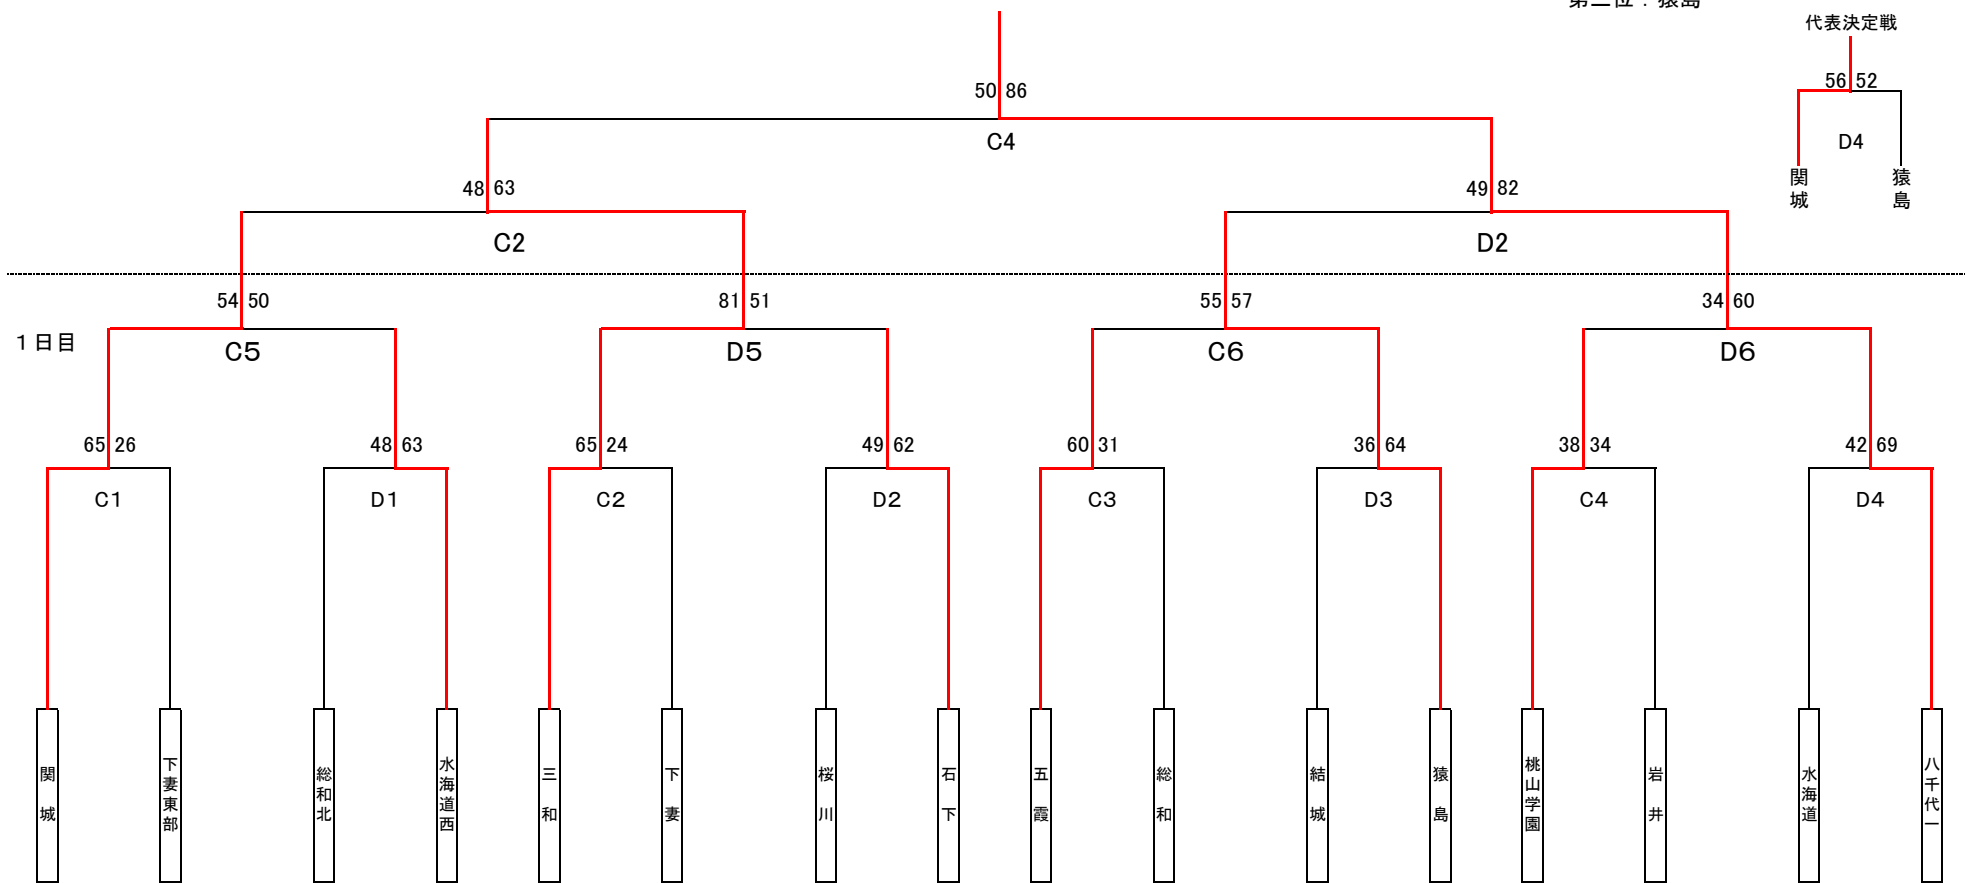 第三位：猿島
代表決定戦
56 52
50 86
C4
D4
関城
猿島
48 63
49 82
C2
D2
54 50
81 51
55 57
34 60
1日目
C5
D5
C6
D6
65 26
48 63
65 24
49 62
60 31
36 64
38 34
42 69
C1
D1
C2
D2
C3
D3
C4
D4
関城
下妻東部
総和北
水海道西
三和
下妻
桜川
石下
五霞
総和
結城
猿島
桃山学園
岩井
水海道
八千代一